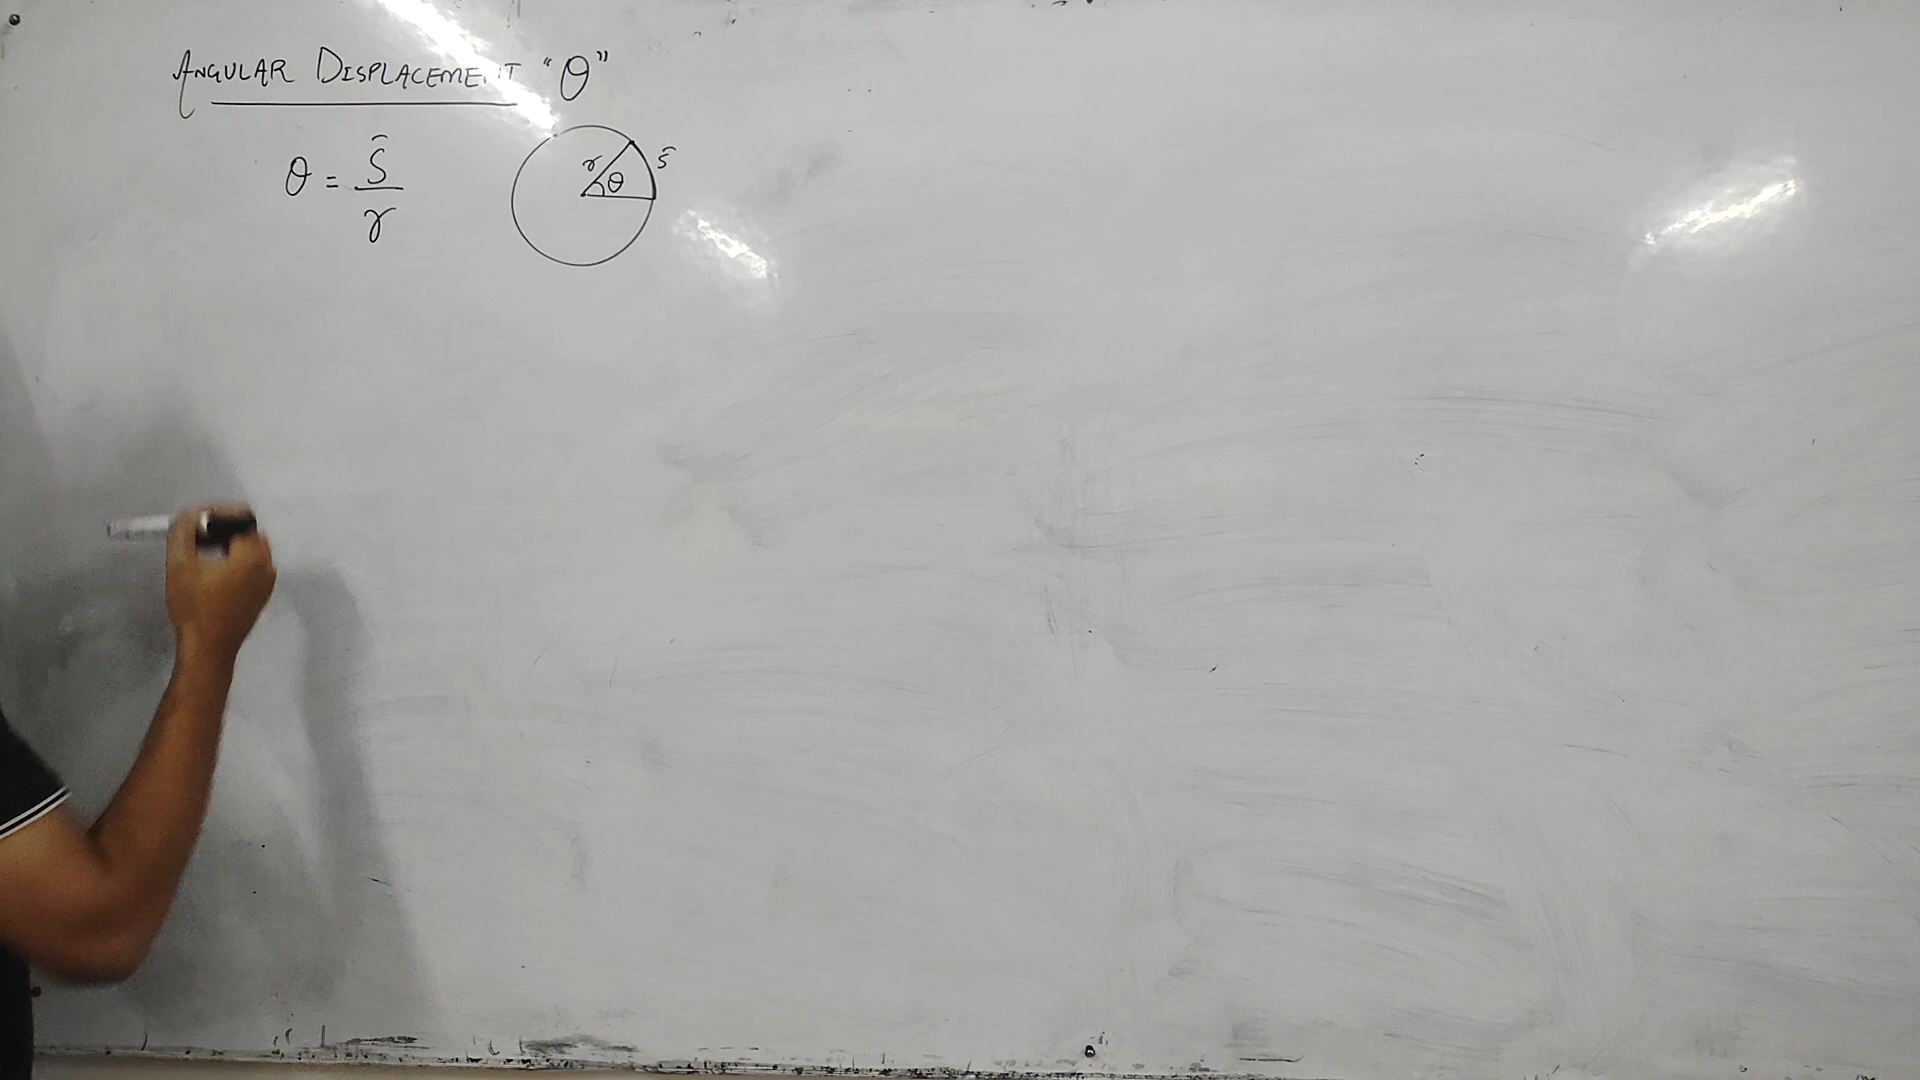 ANGULAR DISPLACEMENT "θ"
θ = S̑ / r
r θ S̑